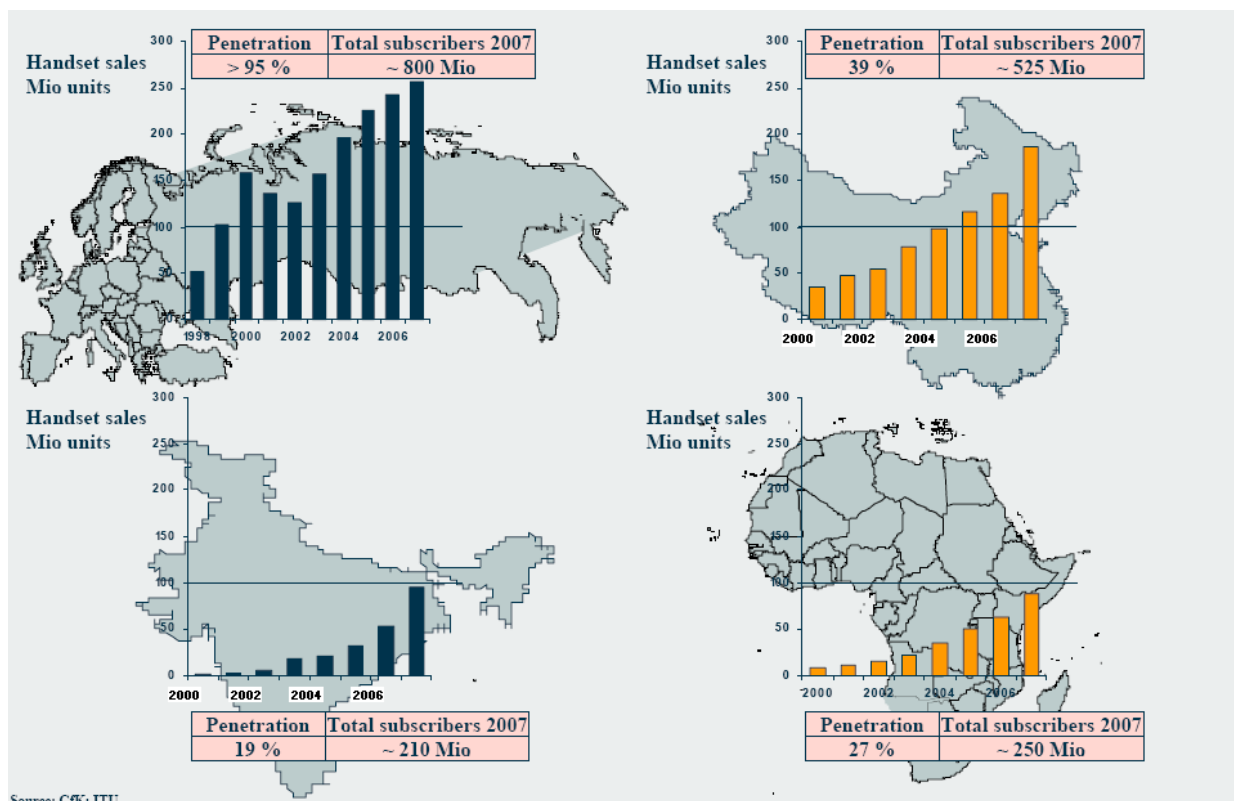 Penetration Total subscribers 2007
> 95 % ~ 800 Mio
Handset sales
Mio units
300
250
200
150
100
50
0
1998 2000 2002 2004 2006
Penetration Total subscribers 2007
39 % ~ 525 Mio
Handset sales
Mio units
300
250
200
150
100
50
0
2000 2002 2004 2006
Handset sales
Mio units
300
250
200
150
100
50
0
2000 2002 2004 2006
Penetration Total subscribers 2007
19 % ~ 210 Mio
Handset sales
Mio units
300
250
200
150
100
50
0
2000 2002 2004 2006
Penetration Total subscribers 2007
27 % ~ 250 Mio
Source: GfK; ITU